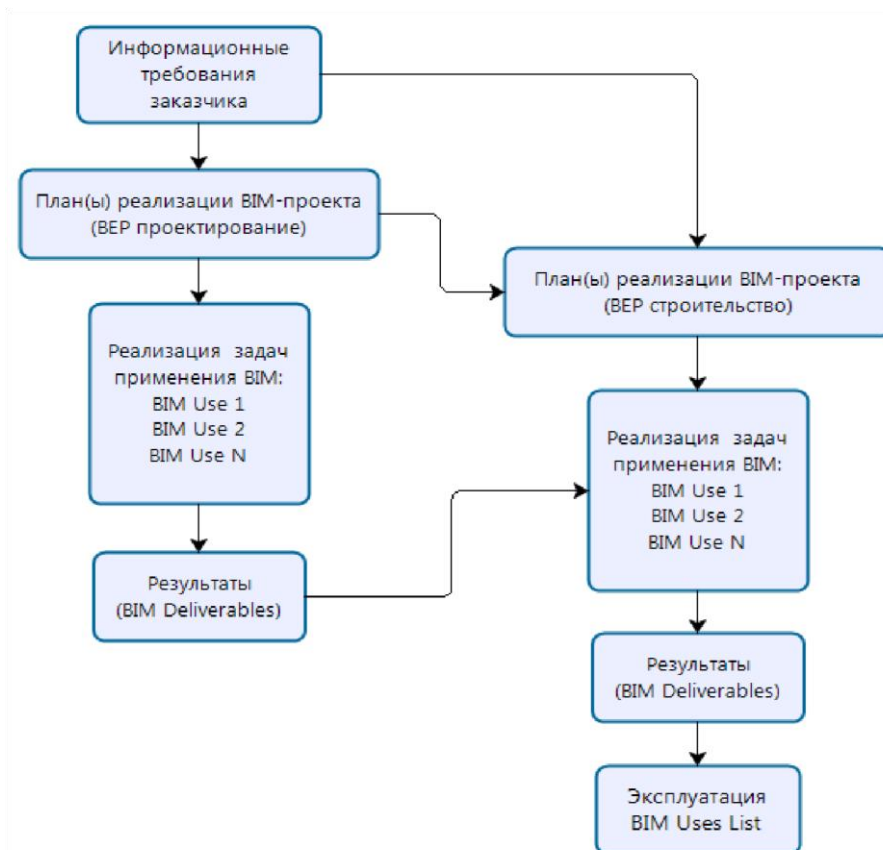 Информационные
требования
заказчика
План(ы) реализации BIM-проекта
(BEP проектирование)
План(ы) реализации BIM-проекта
(BEP строительство)
Реализация задач
применения BIM:
BIM Use 1
BIM Use 2
BIM Use N
Реализация задач
применения BIM:
BIM Use 1
BIM Use 2
BIM Use N
Результаты
(BIM Deliverables)
Результаты
(BIM Deliverables)
Эксплуатация
BIM Uses List